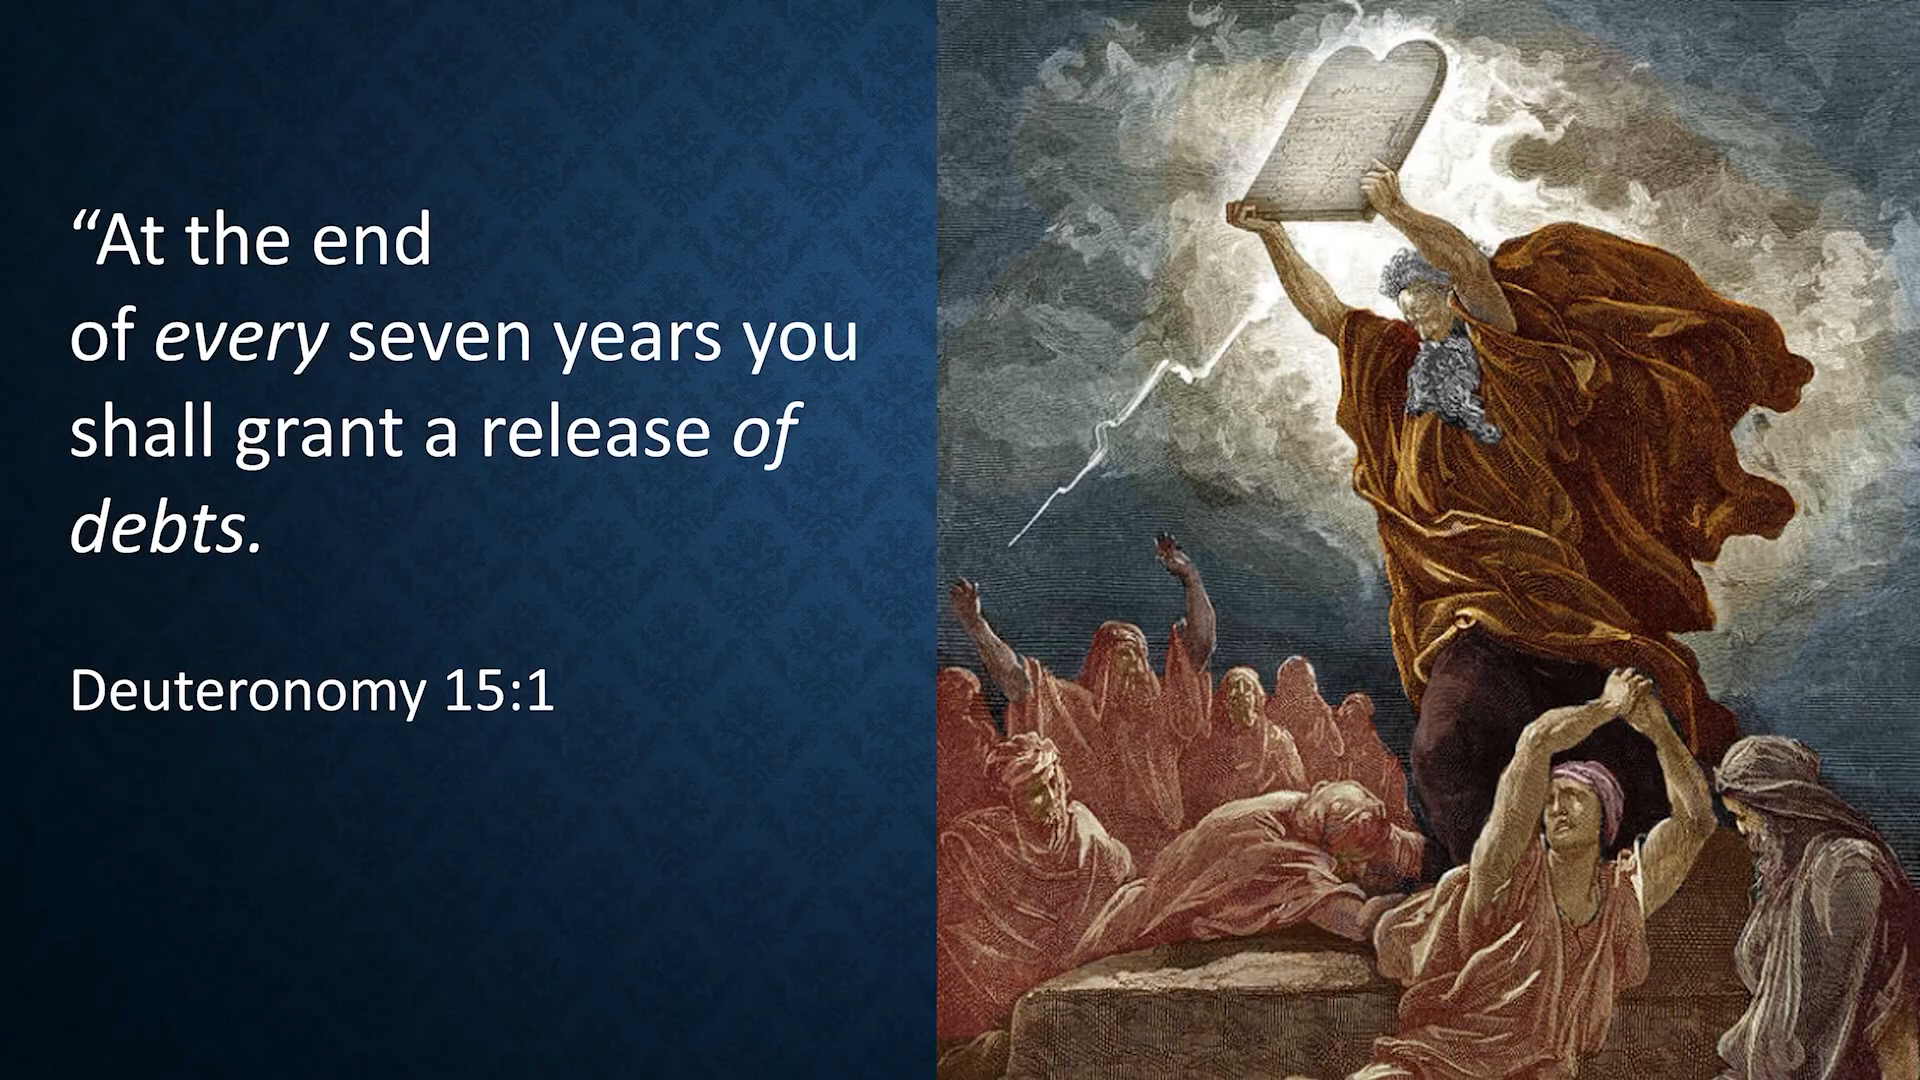 “At the end
of every seven years you
shall grant a release of
debts.
Deuteronomy 15:1